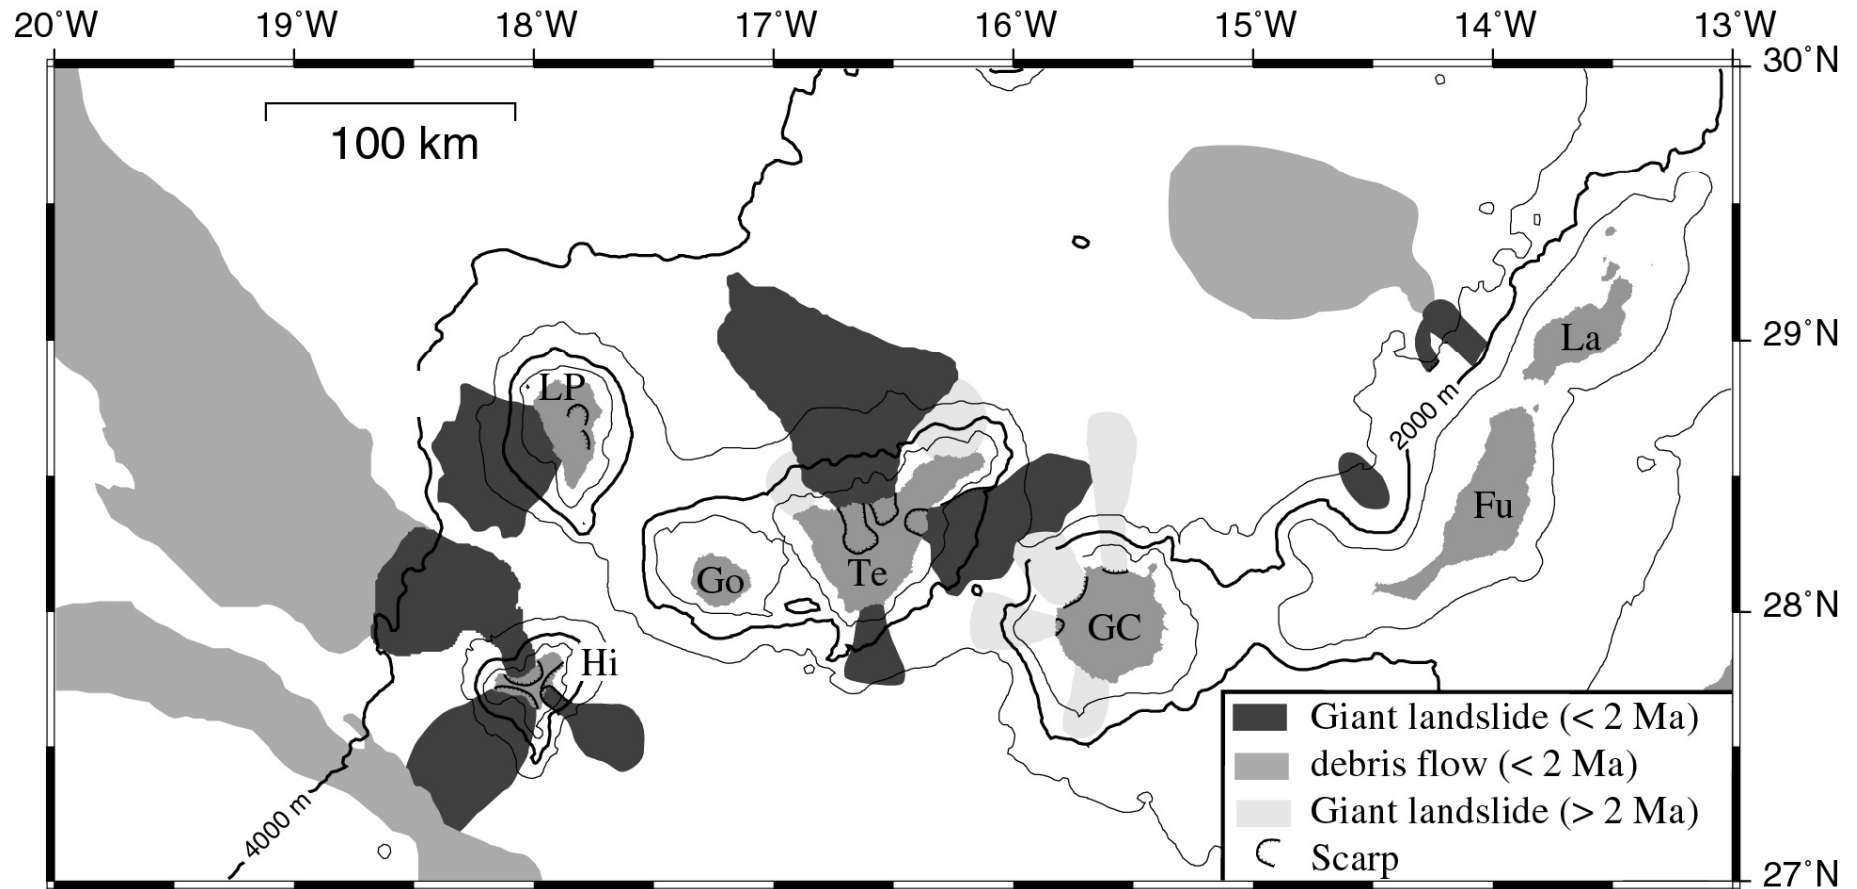 20°W 19°W 18°W 17°W 16°W 15°W 14°W 13°W
30°N
100 km
29°N
La
LP
2000 m
Fu
Go
Te
28°N
GC
Hi
Giant landslide (< 2 Ma)
debris flow (< 2 Ma)
4000 m
Giant landslide (> 2 Ma)
Scarp
27°N